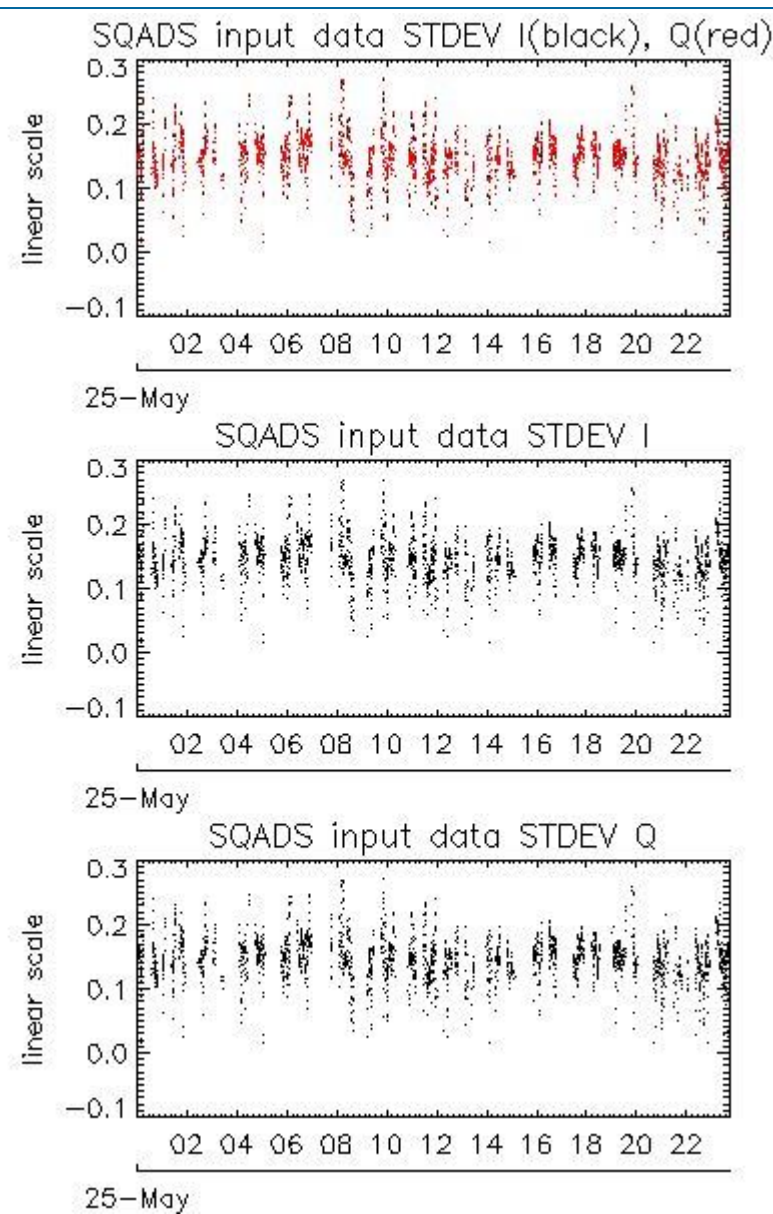 SQADS input data STDEV I(black), Q(red)
0.3
0.2
0.1
0.0
-0.1
linear scale
02 04 06 08 10 12 14 16 18 20 22
25-May
SQADS input data STDEV I
0.3
0.2
0.1
0.0
-0.1
linear scale
02 04 06 08 10 12 14 16 18 20 22
25-May
SQADS input data STDEV Q
0.3
0.2
0.1
0.0
-0.1
linear scale
02 04 06 08 10 12 14 16 18 20 22
25-May